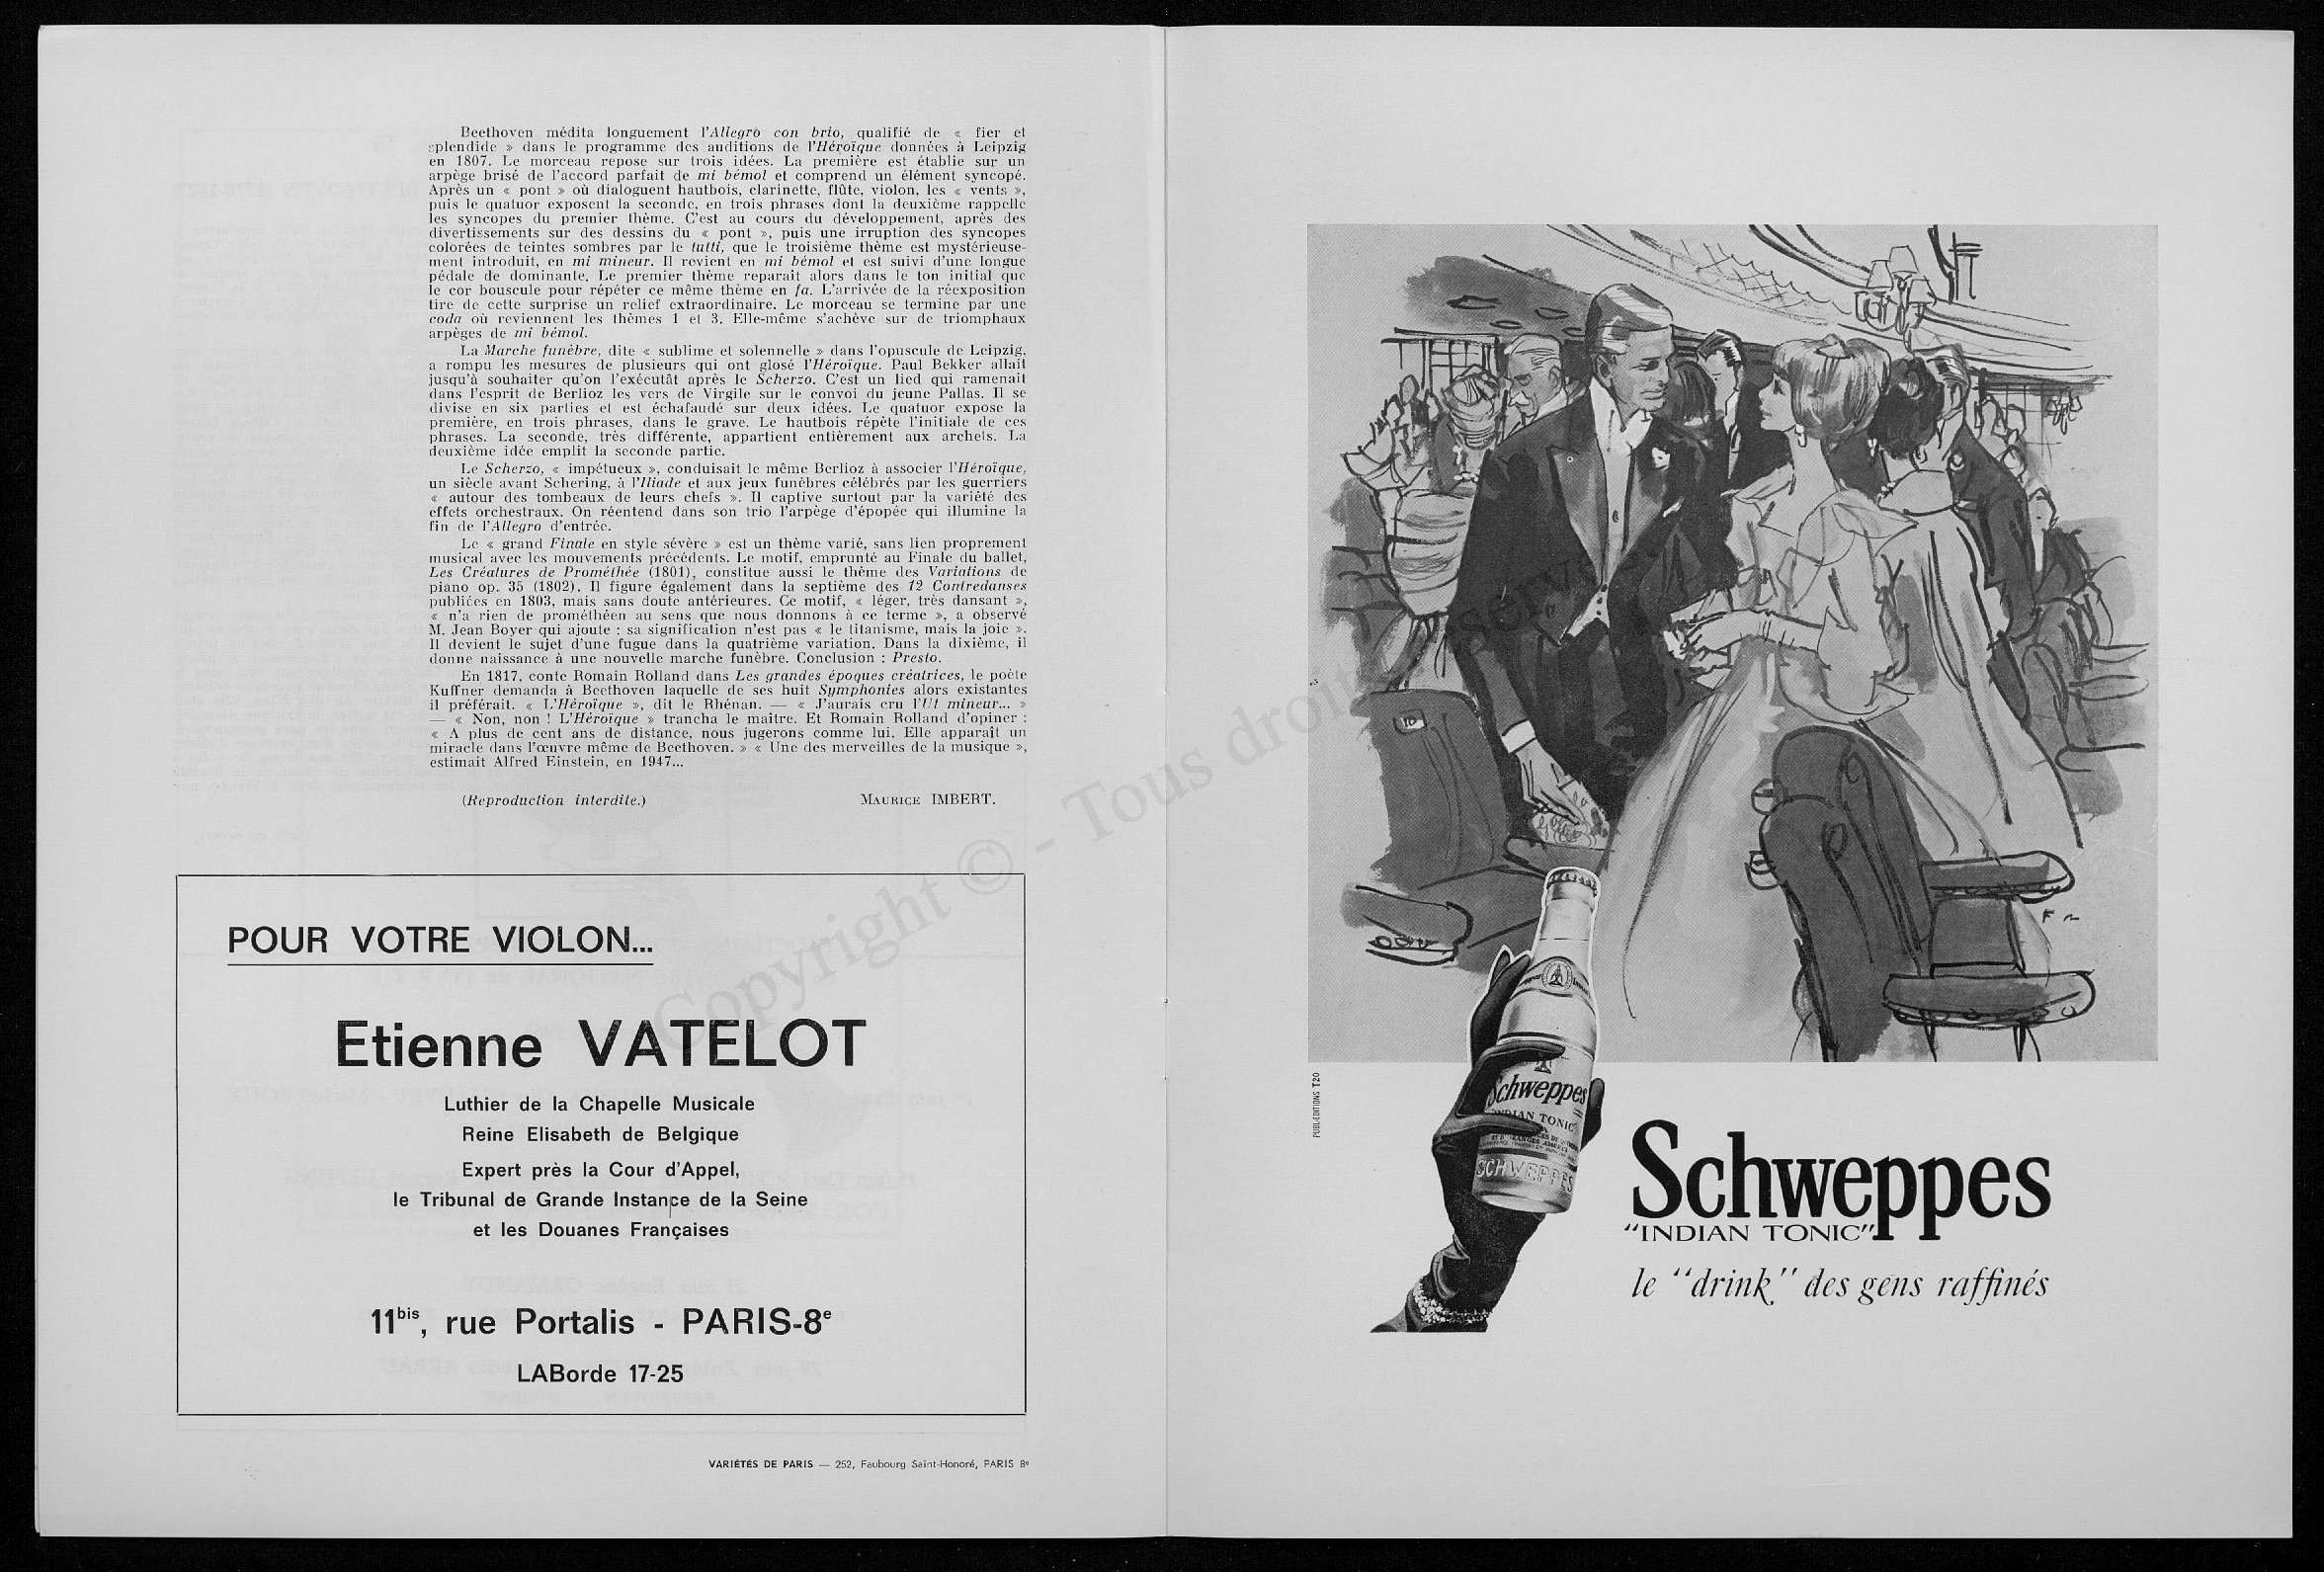 Beethoven médita longuement l'Allegro con brio, qualifié de « fier et
splendide » dans le programme des auditions de l'Héroïque données à Leipzig
en 1807. Le morceau repose sur trois idées. La première est établie sur un
arpège brisé de l'accord parfait de mi bémol et comprend un élément syncopé.
Après un « pont » où dialoguent hautbois, clarinette, flûte, violon, les « vents »,
puis le quatuor exposent la seconde, en trois phrases dont la deuxième rappelle
les syncopes du premier thème. C'est au cours du développement, après des
divertissements sur des dessins du « pont », puis une irruption des syncopes
colorées de teintes sombres par le tutti, que le troisième thème est mystérieuse-
ment introduit, en mi mineur. Il revient en mi bémol et est suivi d'une longue
pédale de dominante. Le premier thème reparait alors dans le ton initial que
le cor bouscule pour répéter ce même thème en fa. L'arrivée de la réexposition
tire de cette surprise un relief extraordinaire. Le morceau se termine par une
coda où reviennent les thèmes 1 et 3. Elle-même s'achève sur de triomphaux
arpèges de mi bémol.
La Marche funèbre, dite « sublime et solennelle » dans l'opuscule de Leipzig,
a rompu les mesures de plusieurs qui ont glosé l'Héroïque. Paul Bekker allait
jusqu'à souhaiter qu'on l'exécutât après le Scherzo. C'est un lied qui ramenait
dans l'esprit de Berlioz les vers de Virgile sur le convoi du jeune Pallas. Il se
divise en six parties et est échafaudé sur deux idées. Le quatuor expose la
première, en trois phrases, dans le grave. Le hautbois répète l'initiale de ces
phrases. La seconde, très différente, appartient entièrement aux archets. La
deuxième idée emplit la seconde partie.
Le Scherzo, « impétueux », conduisait le même Berlioz à associer l'Héroïque,
un siècle avant Schering, à l'Iliade et aux jeux funèbres célébrés par les guerriers
« autour des tombeaux de leurs chefs ». Il captive surtout par la variété des
effets orchestraux. On réentend dans son trio l'arpège d'épopée qui illumine la
fin de l'Allegro d'entrée.
Le « grand Finale en style sévère » est un thème varié, sans lien proprement
musical avec les mouvements précédents. Le motif, emprunté au Finale du ballet,
Les Créatures de Prométhée (1801), constitue aussi le thème des Variations de
piano op. 35 (1802). Il figure également dans la septième des 12 Contredanses
publiées en 1803, mais sans doute antérieures. Ce motif, « léger, très dansant »,
« n'a rien de prométhéen au sens que nous donnons à ce terme », a observé
M. Jean Boyer qui ajoute : sa signification n'est pas « le titanisme, mais la joie ».
Il devient le sujet d'une fugue dans la quatrième variation. Dans la dixième, il
donne naissance à une nouvelle marche funèbre. Conclusion : Presto.
En 1817, conte Romain Rolland dans Les grandes époques créatrices, le poète
Kuffner demanda à Beethoven laquelle de ses huit Symphonies alors existantes
il préférait. « L'Héroïque », dit le Rhénan. — « J'aurais cru l'Ut mineur... »
— « Non, non ! L'Héroïque » trancha le maître. Et Romain Rolland d'opiner :
« A plus de cent ans de distance, nous jugerons comme lui. Elle apparaît un
miracle dans l'œuvre même de Beethoven. » « Une des merveilles de la musique »,
estimait Alfred Einstein, en 1947...
(Reproduction interdite.) MAURICE IMBERT.
POUR VOTRE VIOLON...
Etienne VATELOT
Luthier de la Chapelle Musicale
Reine Elisabeth de Belgique
Expert près la Cour d'Appel,
le Tribunal de Grande Instance de la Seine
et les Douanes Françaises
11bis, rue Portalis - PARIS-8e
LABorde 17-25
VARIÉTÉS DE PARIS — 252, Faubourg Saint-Honoré, PARIS 8e
Copyright © - Tous droits
10
PUBL-EDITIONS T20
Schweppes
INDIAN TONIC
SCHWEPPES
Schweppes
"INDIAN TONIC"
le "drink" des gens raffinés